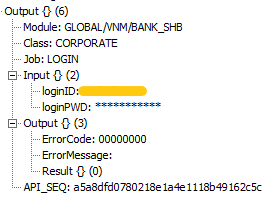 Output {} (6)
Module: GLOBAL/VNM/BANK_SHB
Class: CORPORATE
Job: LOGIN
Input {} (2)
loginID:
loginPWD: ***********
Output {} (3)
ErrorCode: 00000000
ErrorMessage:
Result {} (0)
API_SEQ: a5a8dfd0780218e1a4e1118b49162c5c